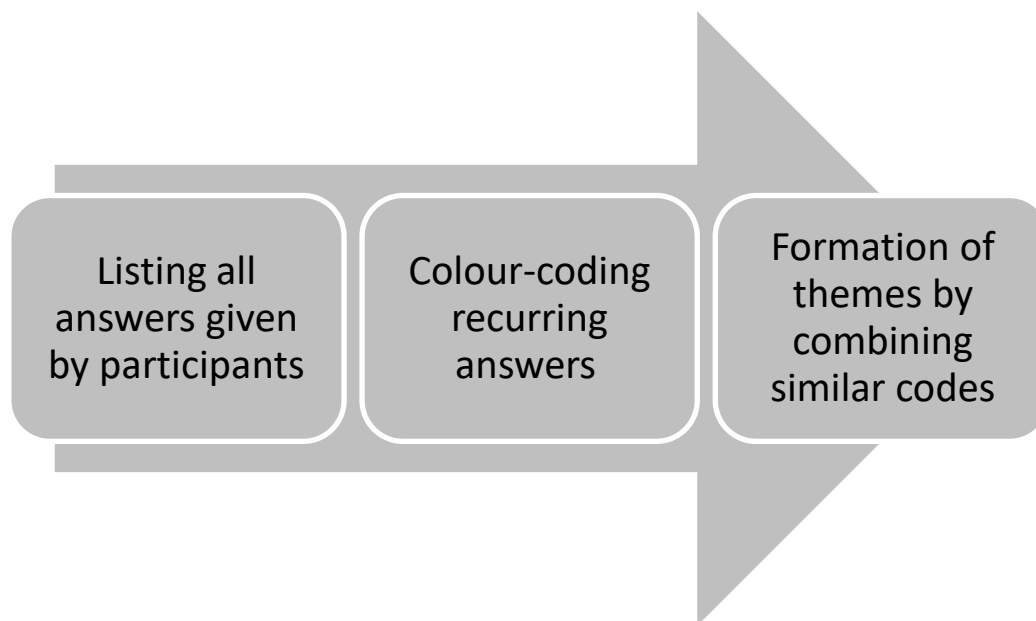 Listing all
answers given
by participants
Colour-coding
recurring
answers
Formation of
themes by
combining
similar codes